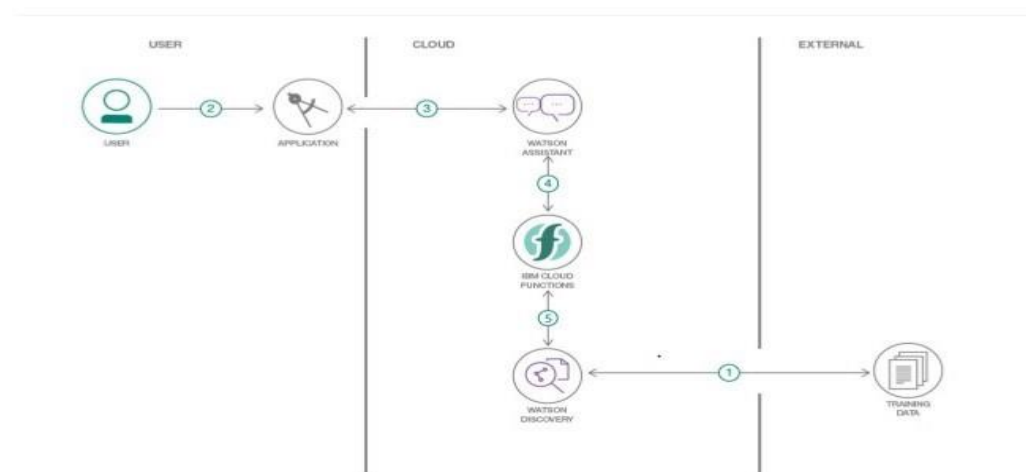 USER
CLOUD
EXTERNAL
2
3
USER
APPLICATION
WATSON
ASSISTANT
4
IBM CLOUD
FUNCTIONS
5
1
WATSON
DISCOVERY
TRAINING
DATA